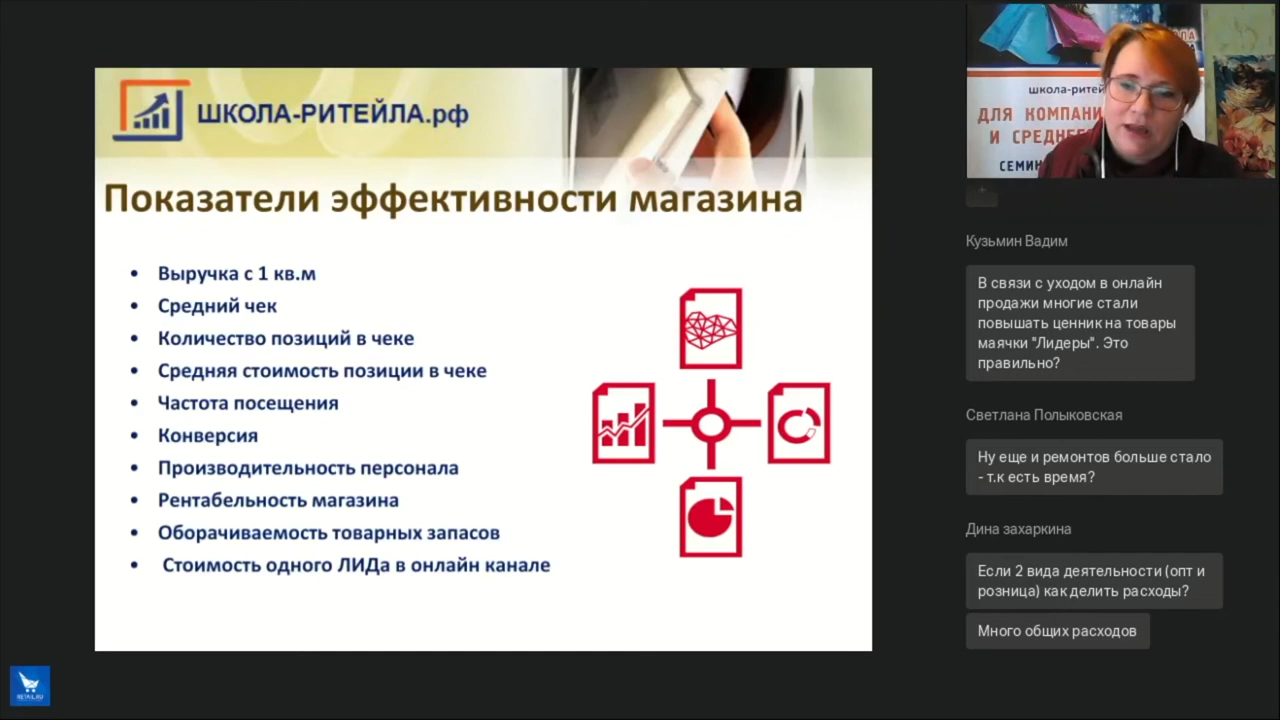 ШКОЛА-РИТЕЙЛА.рф
Показатели эффективности магазина
• Выручка с 1 кв.м
• Средний чек
• Количество позиций в чеке
• Средняя стоимость позиции в чеке
• Частота посещения
• Конверсия
• Производительность персонала
• Рентабельность магазина
• Оборачиваемость товарных запасов
• Стоимость одного ЛИДа в онлайн канале
школа-ритей
ДЛЯ КОМПАНИ
И СРЕДНЕГ
СЕМИН
Кузьмин Вадим
В связи с уходом в онлайн
продажи многие стали
повышать ценник на товары
маячки "Лидеры". Это
правильно?
Светлана Полыковская
Ну еще и ремонтов больше стало
- т.к есть время?
Дина захаркина
Если 2 вида деятельности (опт и
розница) как делить расходы?
Много общих расходов
RETAIL.RU